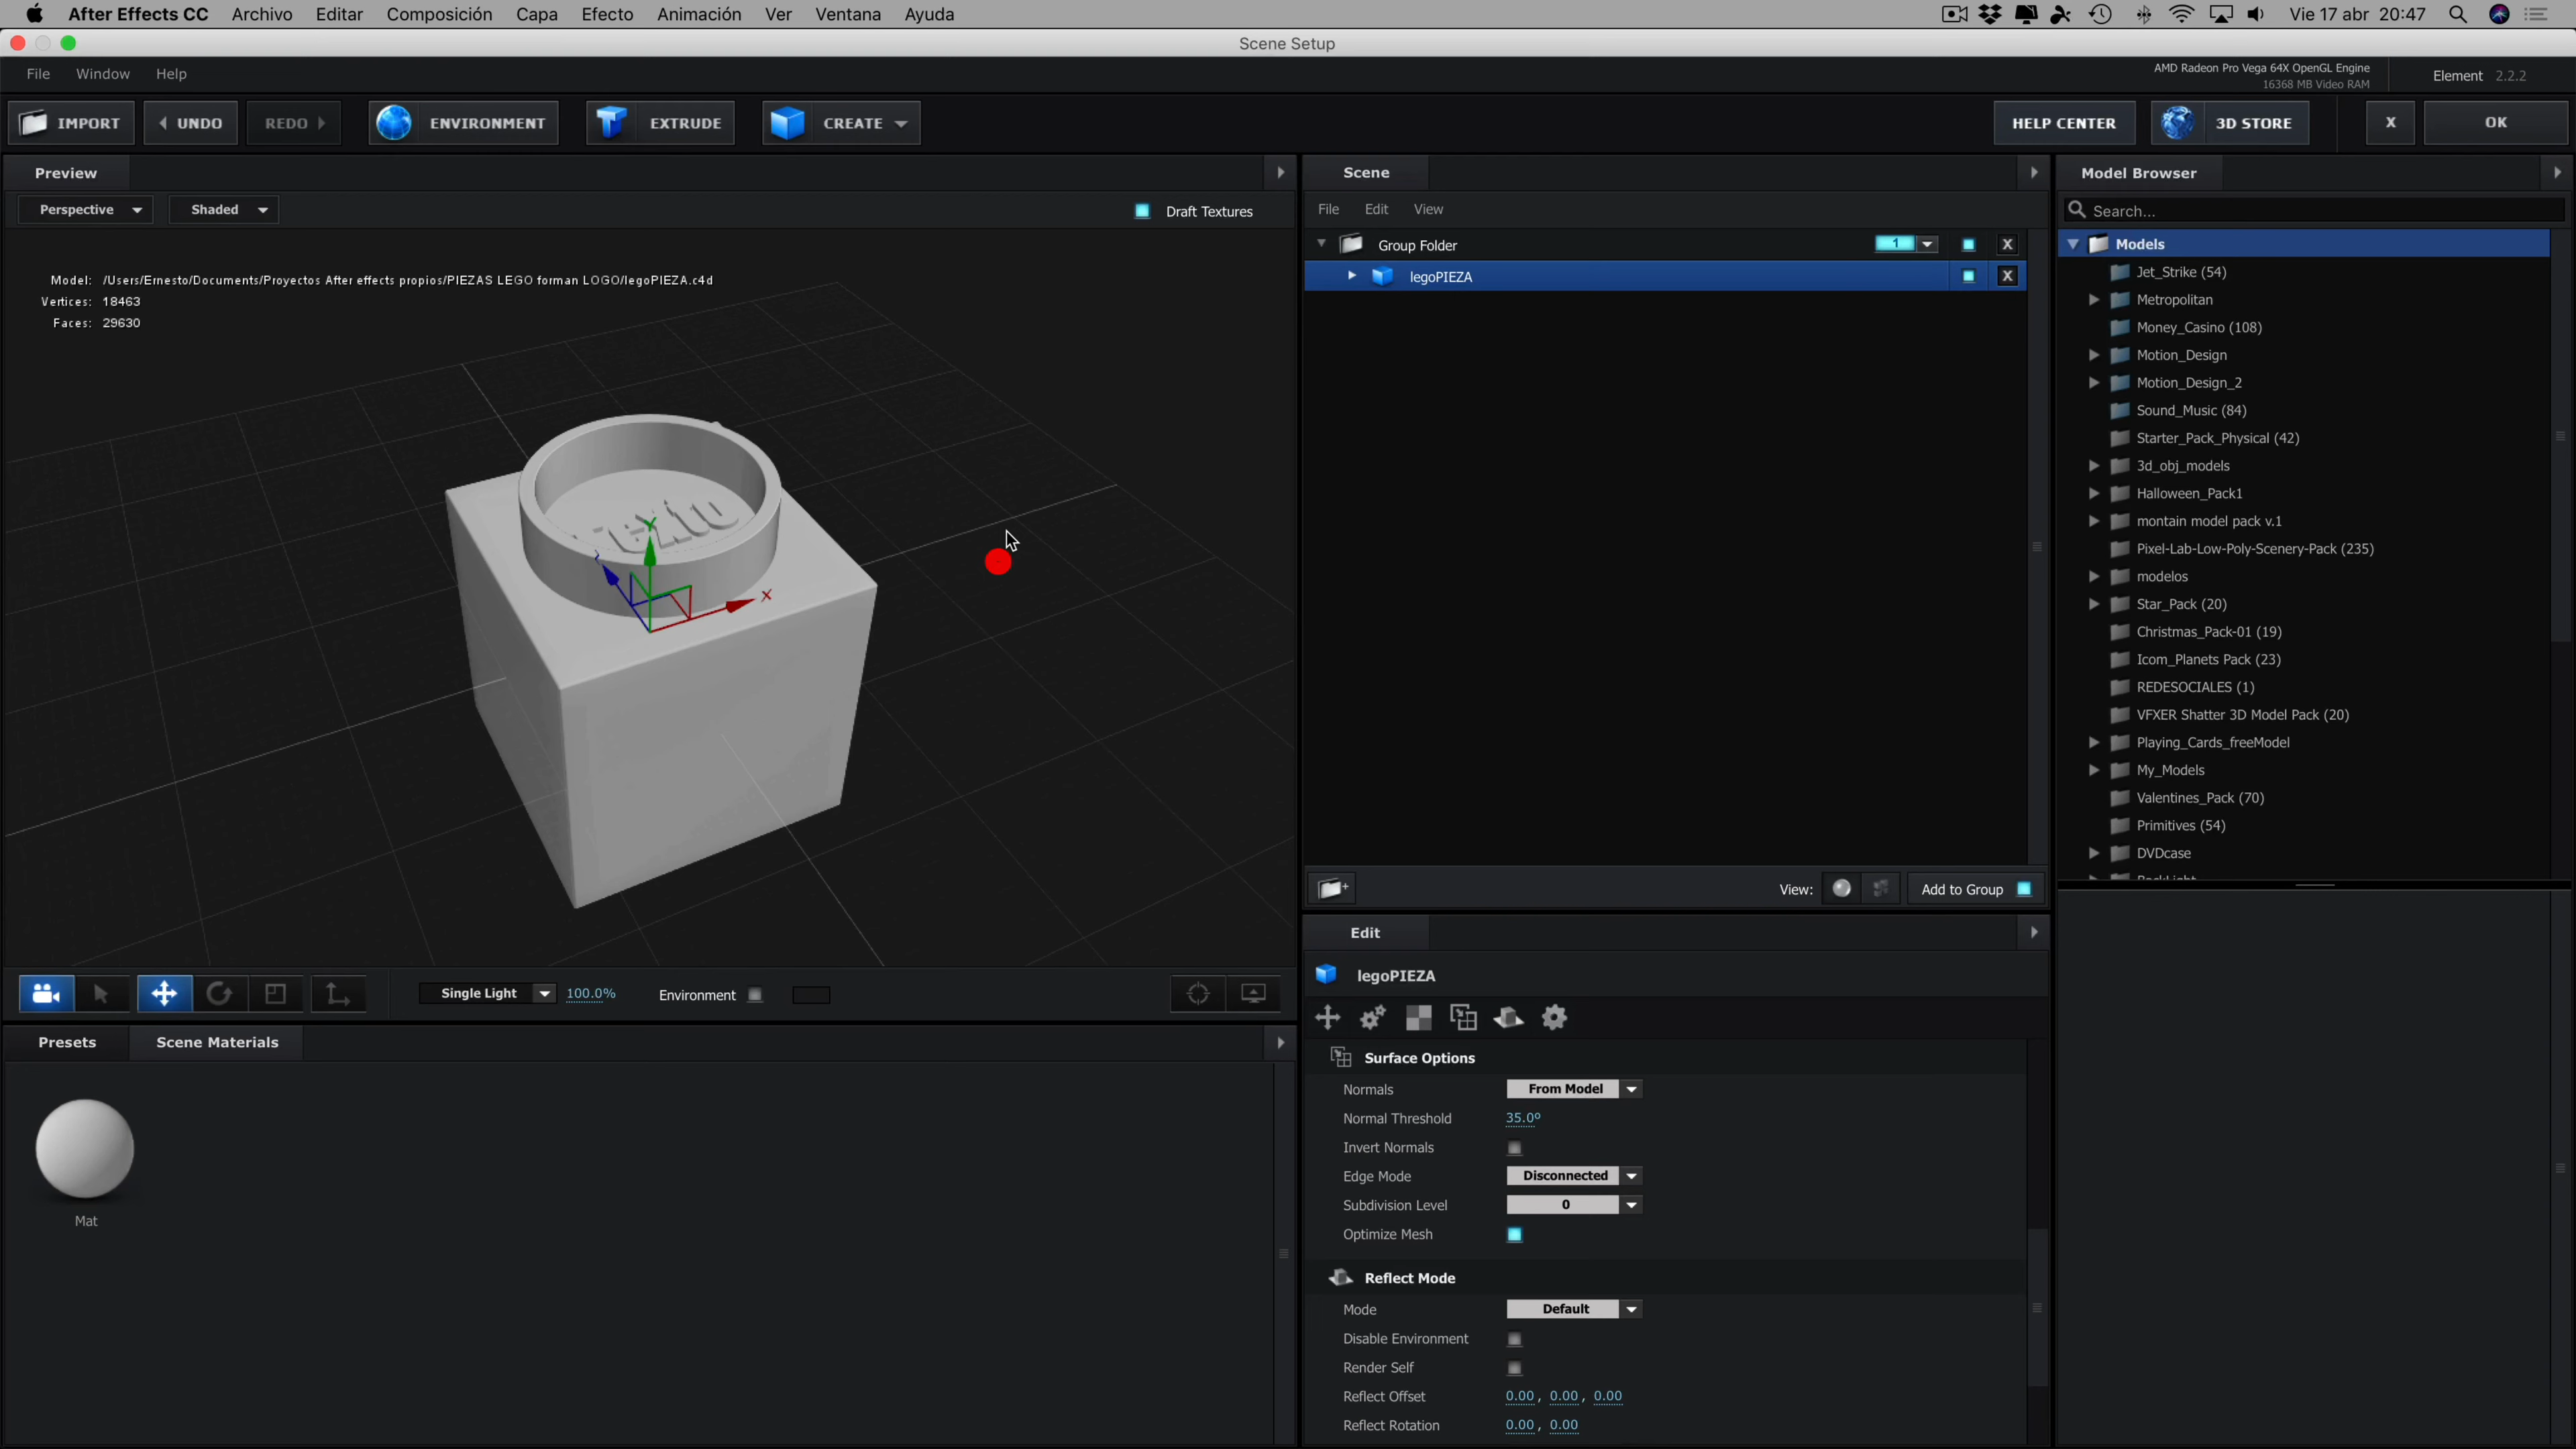 After Effects CC Archivo Editar Composición Capa Efecto Animación Ver Ventana Ayuda Vie 17 abr 20:47
Scene Setup
File Window Help
AMD Radeon Pro Vega 64X OpenGL Engine
16368 MB Video RAM
Element 2.2.2
IMPORT UNDO REDO ENVIRONMENT EXTRUDE CREATE HELP CENTER 3D STORE X OK
Preview
Perspective Shaded Draft Textures
Model: /Users/Ernesto/Documents/Proyectos After effects propios/PIEZAS LEGO forman LOGO/legoPIEZA.c4d
Vertices: 18463
Faces: 29630
Texto
Y
X
Single Light 100.0% Environment
Presets Scene Materials
Mat
Scene
File Edit View
Group Folder 1 X
legoPIEZA X
View: Add to Group
Edit
legoPIEZA
Surface Options
Normals From Model
Normal Threshold 35.0º
Invert Normals
Edge Mode Disconnected
Subdivision Level 0
Optimize Mesh
Reflect Mode
Mode Default
Disable Environment
Render Self
Reflect Offset 0.00, 0.00, 0.00
Reflect Rotation 0.00, 0.00
Model Browser
Search...
Models
Jet_Strike (54)
Metropolitan
Money_Casino (108)
Motion_Design
Motion_Design_2
Sound_Music (84)
Starter_Pack_Physical (42)
3d_obj_models
Halloween_Pack1
montain model pack v.1
Pixel-Lab-Low-Poly-Scenery-Pack (235)
modelos
Star_Pack (20)
Christmas_Pack-01 (19)
Icom_Planets Pack (23)
REDESOCIALES (1)
VFXER Shatter 3D Model Pack (20)
Playing_Cards_freeModel
My_Models
Valentines_Pack (70)
Primitives (54)
DVDcase